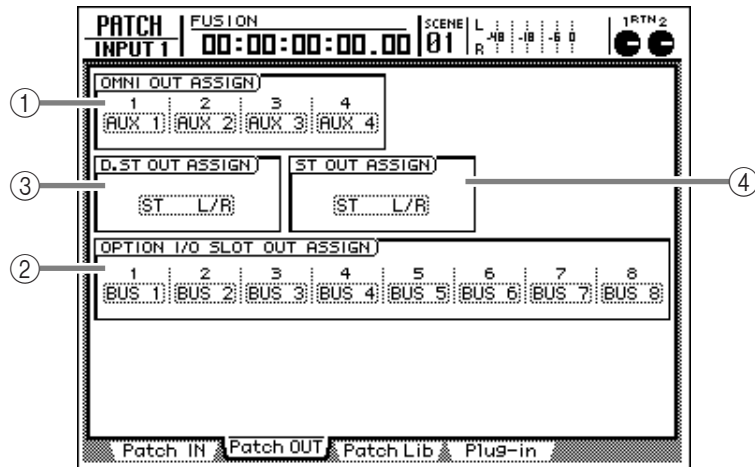 PATCH
INPUT 1
FUSION
00:00:00:00.00
SCENE
01
L
R
-48 -18 -6 0
1 RTN 2
OMNI OUT ASSIGN
1 2 3 4
AUX 1 AUX 2 AUX 3 AUX 4
D.ST OUT ASSIGN
ST L/R
ST OUT ASSIGN
ST L/R
OPTION I/O SLOT OUT ASSIGN
1 2 3 4 5 6 7 8
BUS 1 BUS 2 BUS 3 BUS 4 BUS 5 BUS 6 BUS 7 BUS 8
Patch IN Patch OUT Patch Lib Plug-in
①
③
④
②